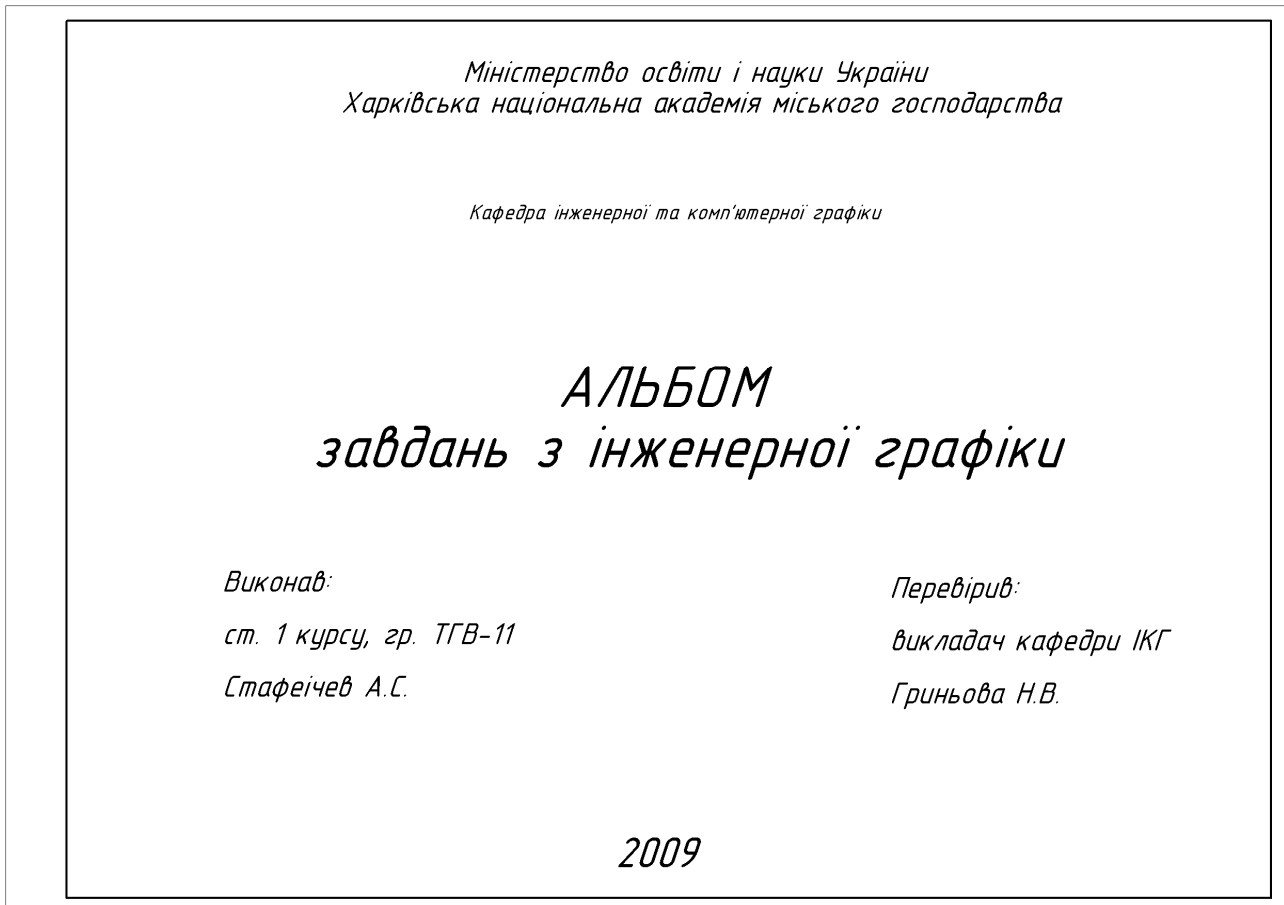 Міністерство освіти і науки України
Харківська національна академія міського господарства
Кафедра інженерної та комп'ютерної графіки
АЛЬБОМ
завдань з інженерної графіки
Виконав:
ст. 1 курсу, гр. ТГВ-11
Стафеічев А.С.
Перевірив:
викладач кафедри ІКГ
Гриньова Н.В.
2009